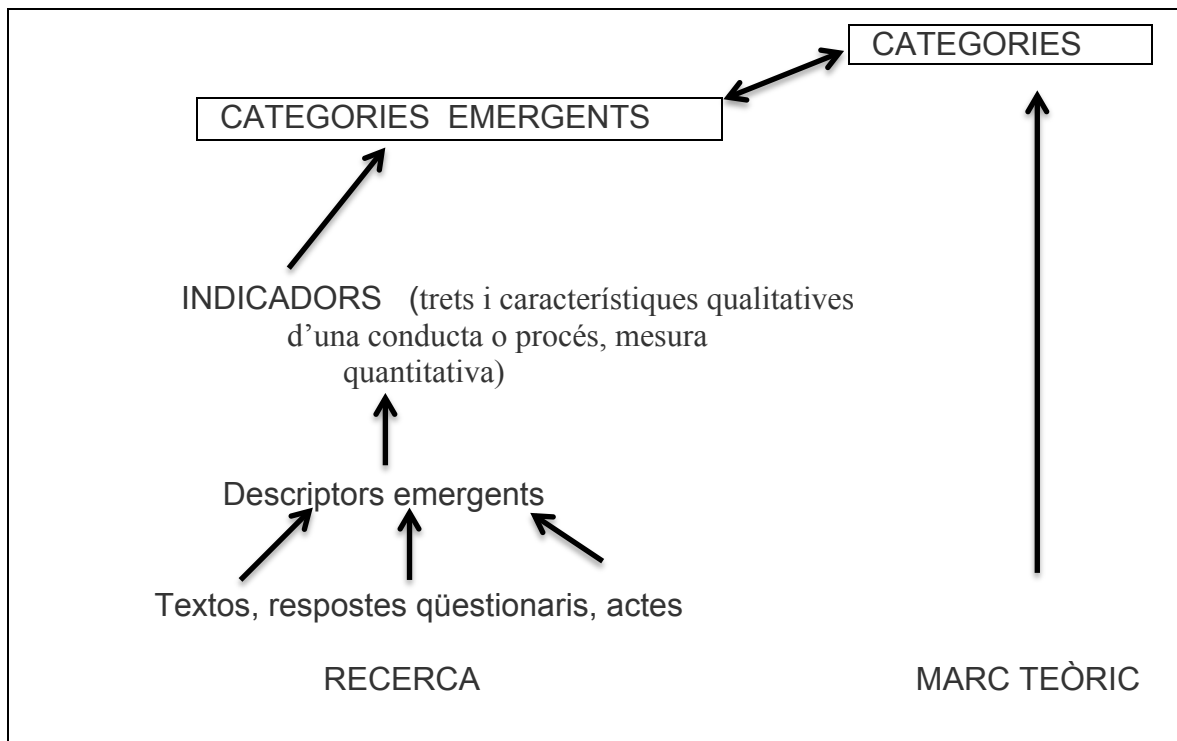 CATEGORIES
CATEGORIES EMERGENTS
INDICADORS (trets i característiques qualitatives
d’una conducta o procés, mesura
quantitativa)
Descriptors emergents
Textos, respostes qüestionaris, actes
RECERCA
MARC TEÒRIC